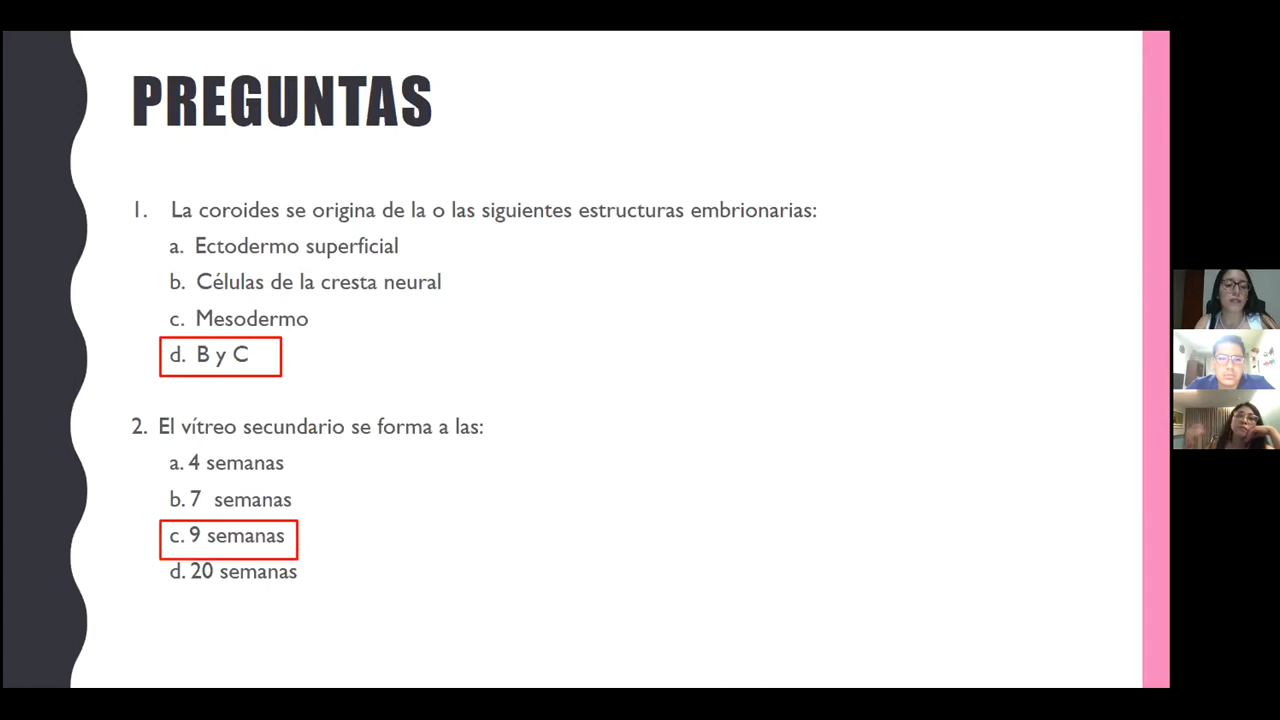 PREGUNTAS
1. La coroides se origina de la o las siguientes estructuras embrionarias:
a. Ectodermo superficial
b. Células de la cresta neural
c. Mesodermo
d. B y C
2. El vítreo secundario se forma a las:
a. 4 semanas
b. 7 semanas
c. 9 semanas
d. 20 semanas